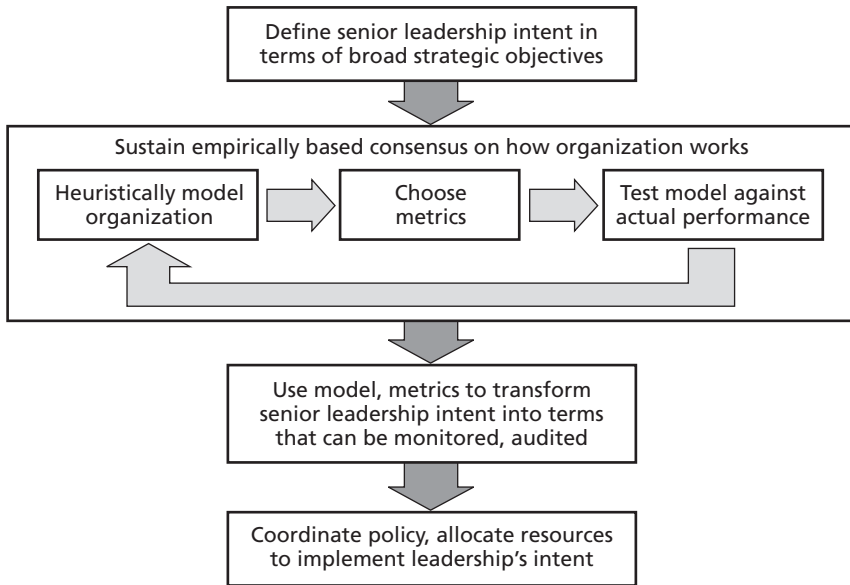 Define senior leadership intent in
terms of broad strategic objectives
Sustain empirically based consensus on how organization works
Heuristically model
organization
Choose
metrics
Test model against
actual performance
Use model, metrics to transform
senior leadership intent into terms
that can be monitored, audited
Coordinate policy, allocate resources
to implement leadership’s intent